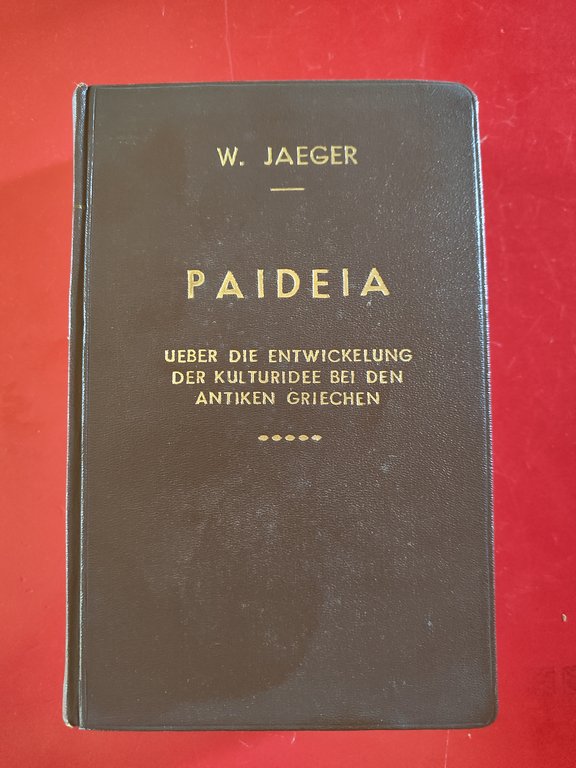 W. JAEGER
PAIDEIA
UEBER DIE ENTWICKELUNG
DER KULTURIDEE BEI DEN
ANTIKEN GRIECHEN